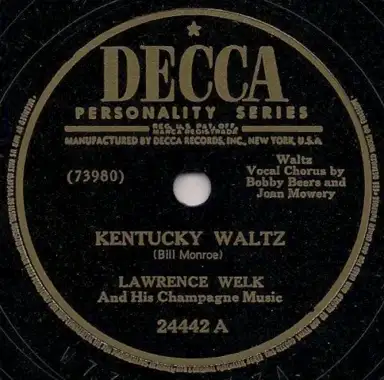 DECCA
PERSONALITY SERIES
REG. U.S. PAT. OFF.
MARCA REGISTRADA
MANUFACTURED BY DECCA RECORDS, INC., NEW YORK, U.S.A.
(73980)
Waltz
Vocal Chorus by
Bobby Beers and
Joan Mowery
KENTUCKY WALTZ
(Bill Monroe)
LAWRENCE WELK
And His Champagne Music
24442 A